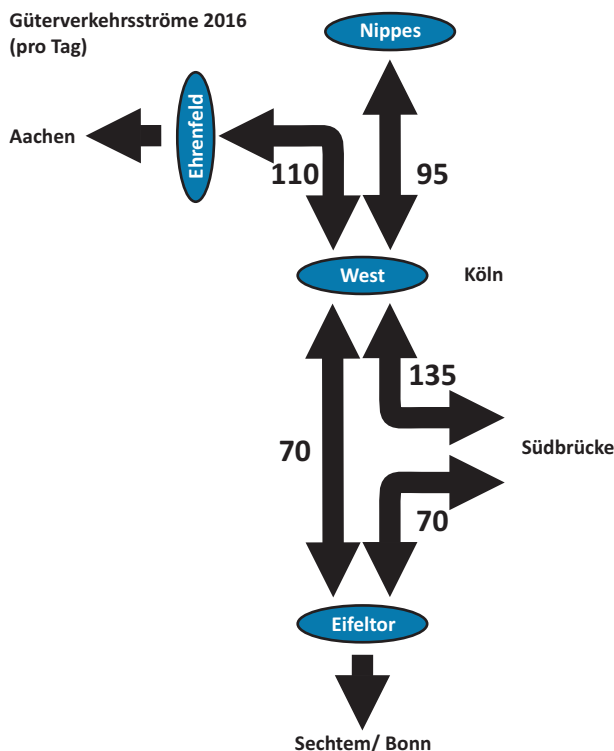 Güterverkehrsströme 2016
(pro Tag)
Nippes
Ehrenfeld
Aachen
110
95
West
Köln
135
70
Südbrücke
70
Eifeltor
Sechtem/ Bonn